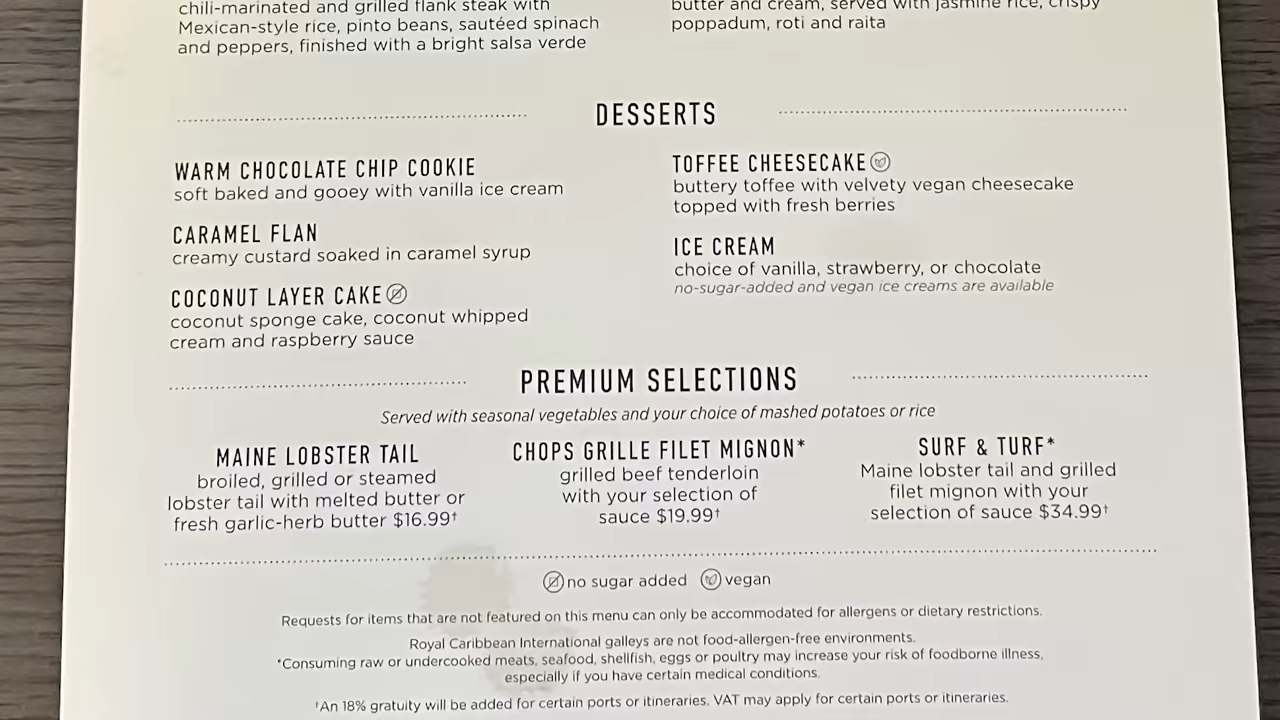 chili-marinated and grilled flank steak with
Mexican-style rice, pinto beans, sautéed spinach
and peppers, finished with a bright salsa verde
butter and cream, served with jasmine rice, crispy
poppadum, roti and raita
DESSERTS
WARM CHOCOLATE CHIP COOKIE
soft baked and gooey with vanilla ice cream
CARAMEL FLAN
creamy custard soaked in caramel syrup
COCONUT LAYER CAKE
coconut sponge cake, coconut whipped
cream and raspberry sauce
TOFFEE CHEESECAKE
buttery toffee with velvety vegan cheesecake
topped with fresh berries
ICE CREAM
choice of vanilla, strawberry, or chocolate
no-sugar-added and vegan ice creams are available
PREMIUM SELECTIONS
Served with seasonal vegetables and your choice of mashed potatoes or rice
MAINE LOBSTER TAIL
broiled, grilled or steamed
lobster tail with melted butter or
fresh garlic-herb butter $16.99†
CHOPS GRILLE FILET MIGNON*
grilled beef tenderloin
with your selection of
sauce $19.99†
SURF & TURF*
Maine lobster tail and grilled
filet mignon with your
selection of sauce $34.99†
no sugar added vegan
Requests for items that are not featured on this menu can only be accommodated for allergens or dietary restrictions.
Royal Caribbean International galleys are not food-allergen-free environments.
*Consuming raw or undercooked meats, seafood, shellfish, eggs or poultry may increase your risk of foodborne illness,
especially if you have certain medical conditions.
†An 18% gratuity will be added for certain ports or itineraries. VAT may apply for certain ports or itineraries.